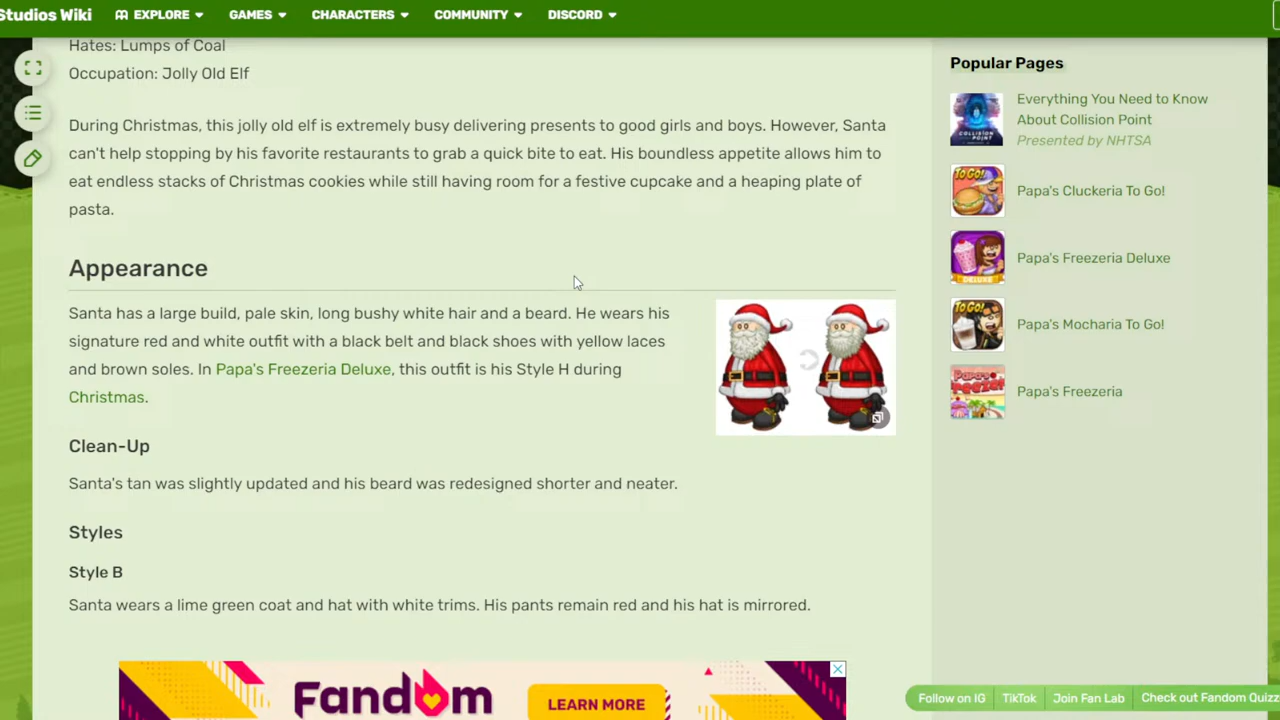 Studios Wiki
EXPLORE
GAMES
CHARACTERS
COMMUNITY
DISCORD
Hates: Lumps of Coal
Occupation: Jolly Old Elf
During Christmas, this jolly old elf is extremely busy delivering presents to good girls and boys. However, Santa
can't help stopping by his favorite restaurants to grab a quick bite to eat. His boundless appetite allows him to
eat endless stacks of Christmas cookies while still having room for a festive cupcake and a heaping plate of
pasta.
Appearance
Santa has a large build, pale skin, long bushy white hair and a beard. He wears his
signature red and white outfit with a black belt and black shoes with yellow laces
and brown soles. In Papa's Freezeria Deluxe, this outfit is his Style H during
Christmas.
Clean-Up
Santa's tan was slightly updated and his beard was redesigned shorter and neater.
Styles
Style B
Santa wears a lime green coat and hat with white trims. His pants remain red and his hat is mirrored.
Fandom
LEARN MORE
Popular Pages
COLLISION
POINT
Everything You Need to Know
About Collision Point
Presented by NHTSA
TO GO!
Papa's Cluckeria To Go!
DELUXE
Papa's Freezeria Deluxe
TO GO!
Papa's Mocharia To Go!
Papa's
Papa's Freezeria
Follow on IG
TikTok
Join Fan Lab
Check out Fandom Quizz